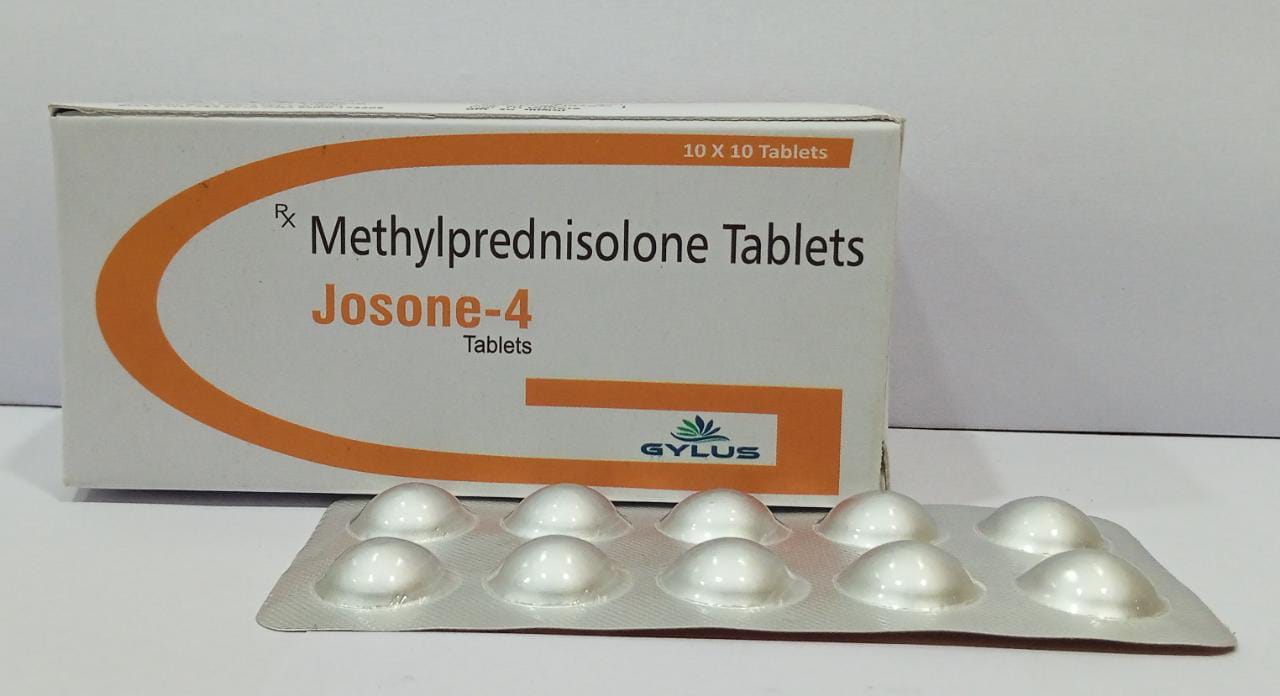 10 X 10 Tablets
Rx Methylprednisolone Tablets
Josone-4
Tablets
GYLUS